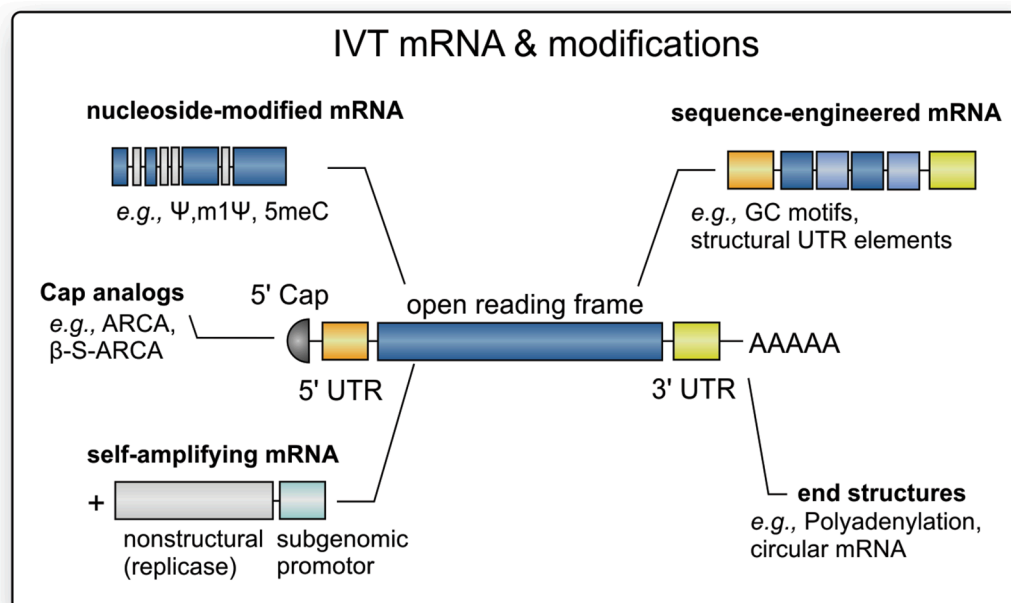 IVT mRNA & modifications
nucleoside-modified mRNA
e.g., Ψ,m1Ψ, 5meC
sequence-engineered mRNA
e.g., GC motifs,
structural UTR elements
Cap analogs
e.g., ARCA,
β-S-ARCA
5' Cap
open reading frame
AAAAA
5' UTR
3' UTR
self-amplifying mRNA
+
nonstructural
(replicase)
subgenomic
promotor
end structures
e.g., Polyadenylation,
circular mRNA